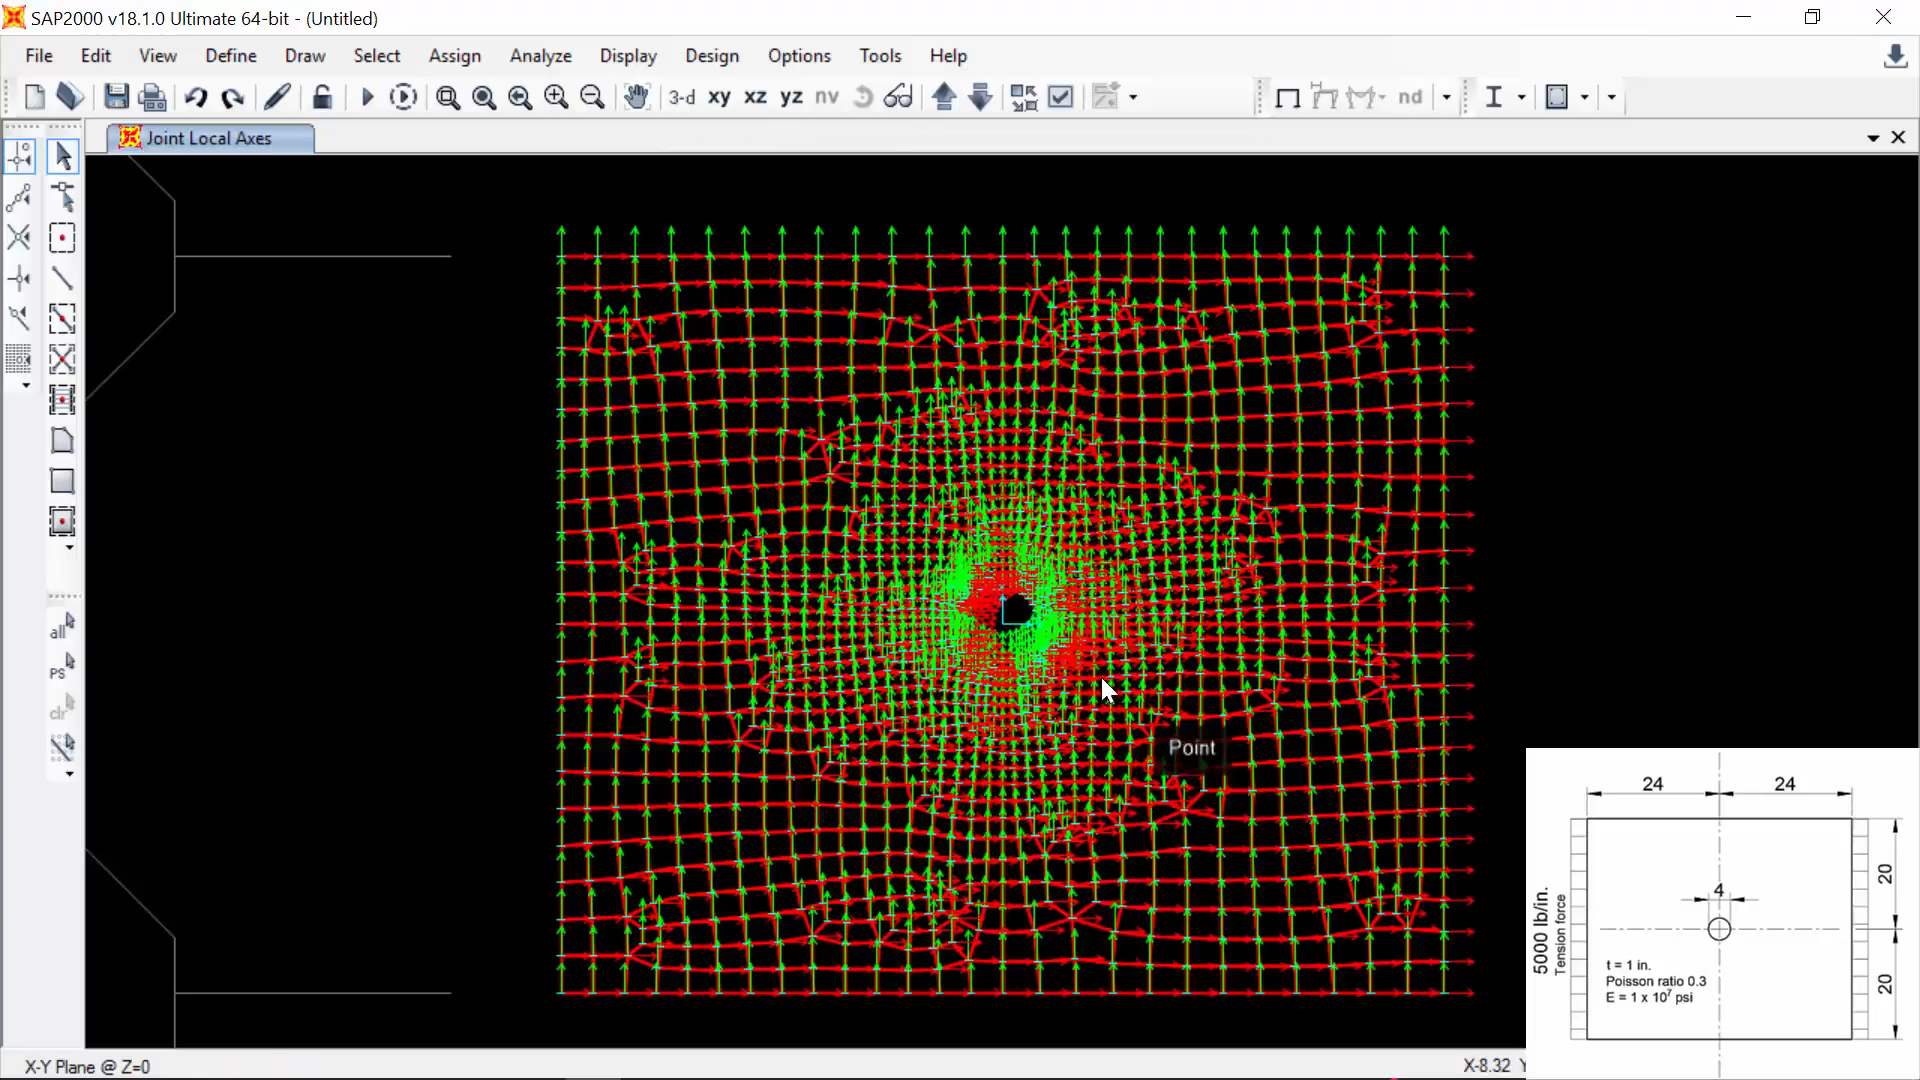 SAP2000 v18.1.0 Ultimate 64-bit - (Untitled)
File Edit View Define Draw Select Assign Analyze Display Design Options Tools Help
3-d xy xz yz nv nd
Joint Local Axes
all
PS
clr
Point
24 24
4
20
20
5000 lb/in.
Tension force
t = 1 in.
Poisson ratio 0.3
E = 1 x 10⁷ psi
X-Y Plane @ Z=0
X-8.32